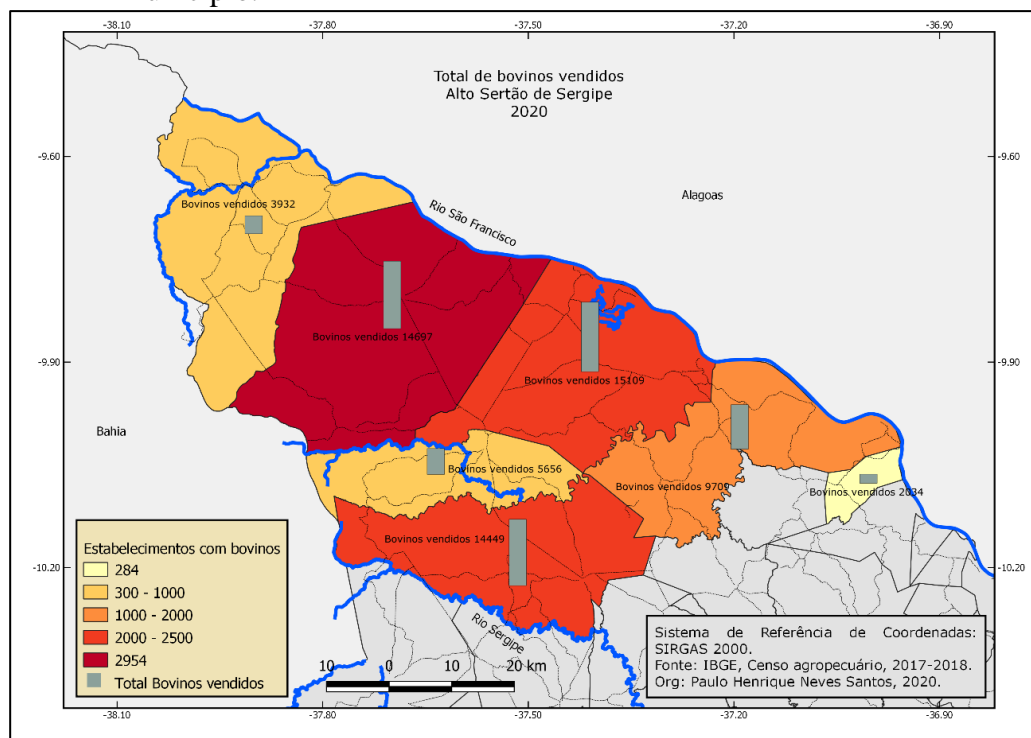 -38.10
-37.80
-37.50
-37.20
-36.90
Total de bovinos vendidos
Alto Sertão de Sergipe
2020
-9.60
-9.60
Alagoas
Bovinos vendidos 3932
Rio São Francisco
Bovinos vendidos 14697
-9.90
-9.90
Bovinos vendidos 15109
Bahia
Bovinos vendidos 5656
Bovinos vendidos 9709
Bovinos vendidos 2034
Bovinos vendidos 14449
-10.20
Estabelecimentos com bovinos
284
300 - 1000
1000 - 2000
2000 - 2500
2954
Total Bovinos vendidos
Rio Sergipe
10 0 10 20 km
Sistema de Referência de Coordenadas:
SIRGAS 2000.
Fonte: IBGE, Censo agropecuário, 2017-2018.
Org: Paulo Henrique Neves Santos, 2020.
-10.20
-38.10
-37.80
-37.50
-37.20
-36.90